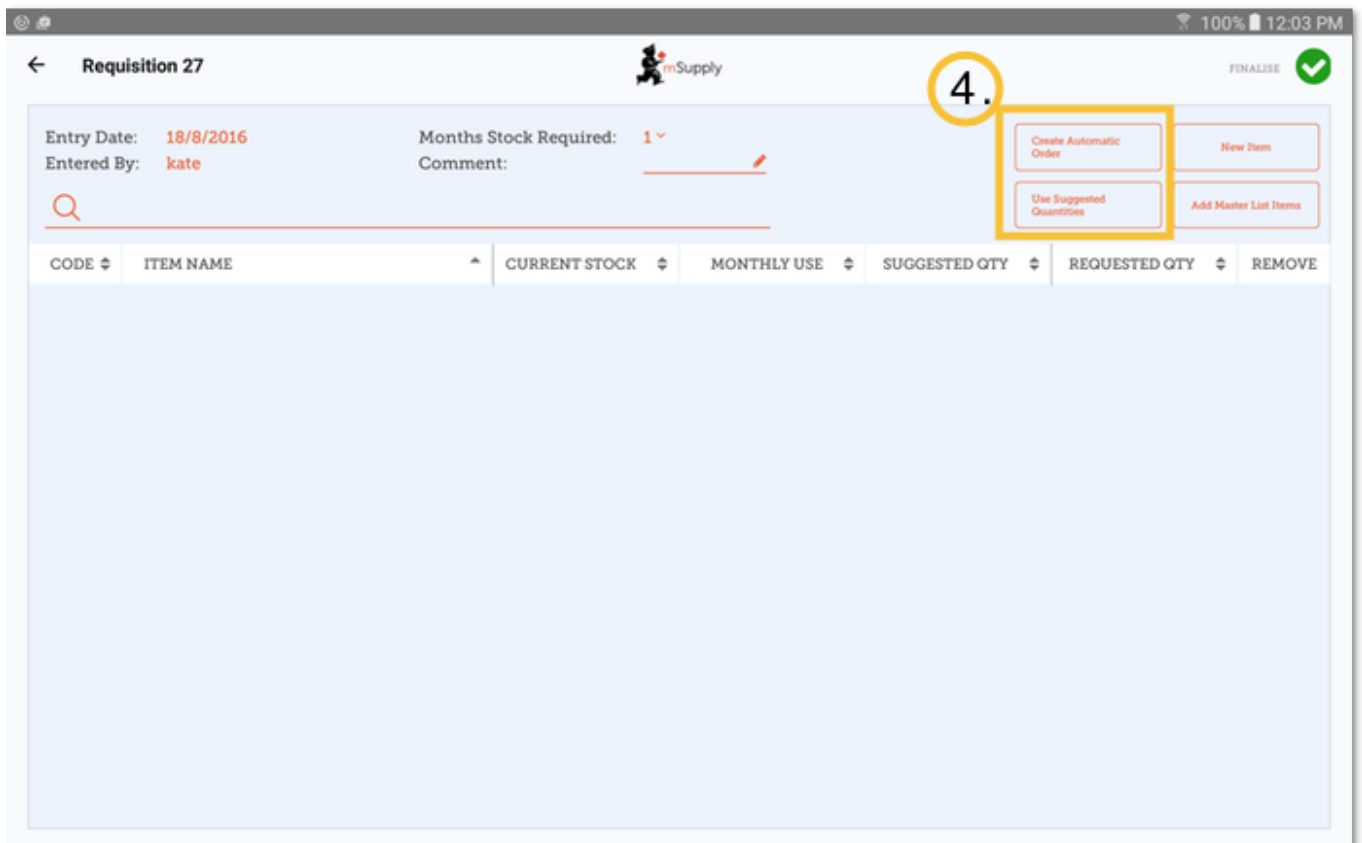 100% 12:03 PM
Requisition 27
mSupply
FINALISE
4.
Entry Date: 18/8/2016
Months Stock Required: 1
Entered By: kate
Comment:
Create Automatic
Order
New Item
Use Suggested
Quantities
Add Master List Items
CODE ITEM NAME CURRENT STOCK MONTHLY USE SUGGESTED QTY REQUESTED QTY REMOVE